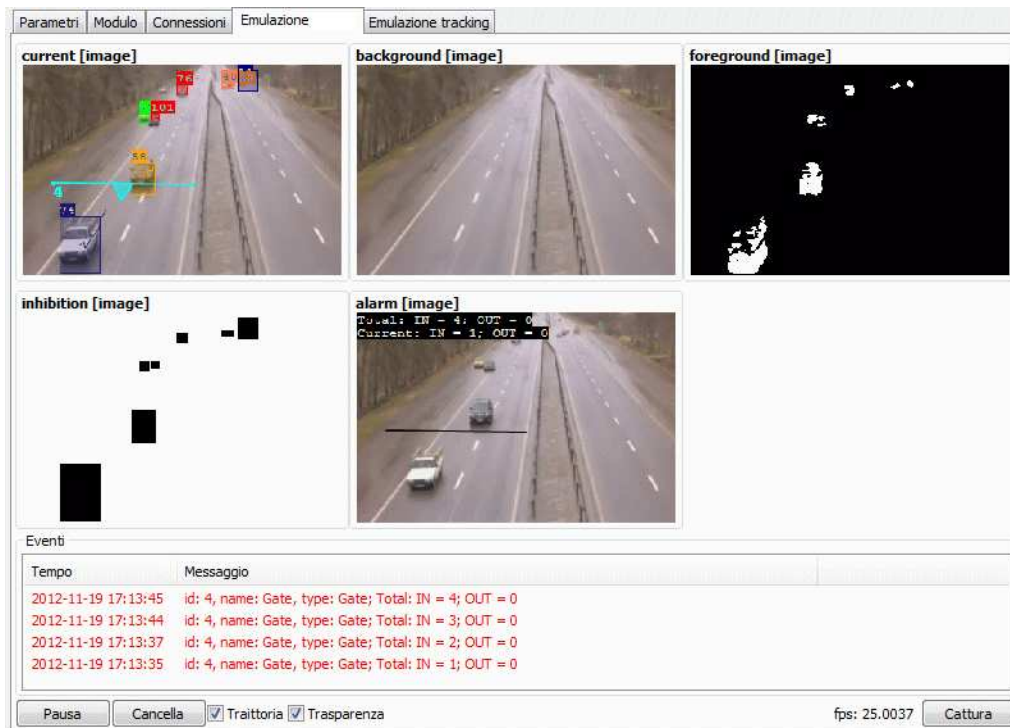 Parametri Modulo Connessioni Emulazione Emulazione tracking
current [image] background [image] foreground [image]
76
101
4
inhibition [image] alarm [image]
Total: IN = 4; OUT = 0
Current: IN = 1; OUT = 0
Eventi
Tempo Messaggio
2012-11-19 17:13:45 id: 4, name: Gate, type: Gate; Total: IN = 4; OUT = 0
2012-11-19 17:13:44 id: 4, name: Gate, type: Gate; Total: IN = 3; OUT = 0
2012-11-19 17:13:37 id: 4, name: Gate, type: Gate; Total: IN = 2; OUT = 0
2012-11-19 17:13:35 id: 4, name: Gate, type: Gate; Total: IN = 1; OUT = 0
Pausa Cancella Traittoria Trasparenza fps: 25.0037 Cattura